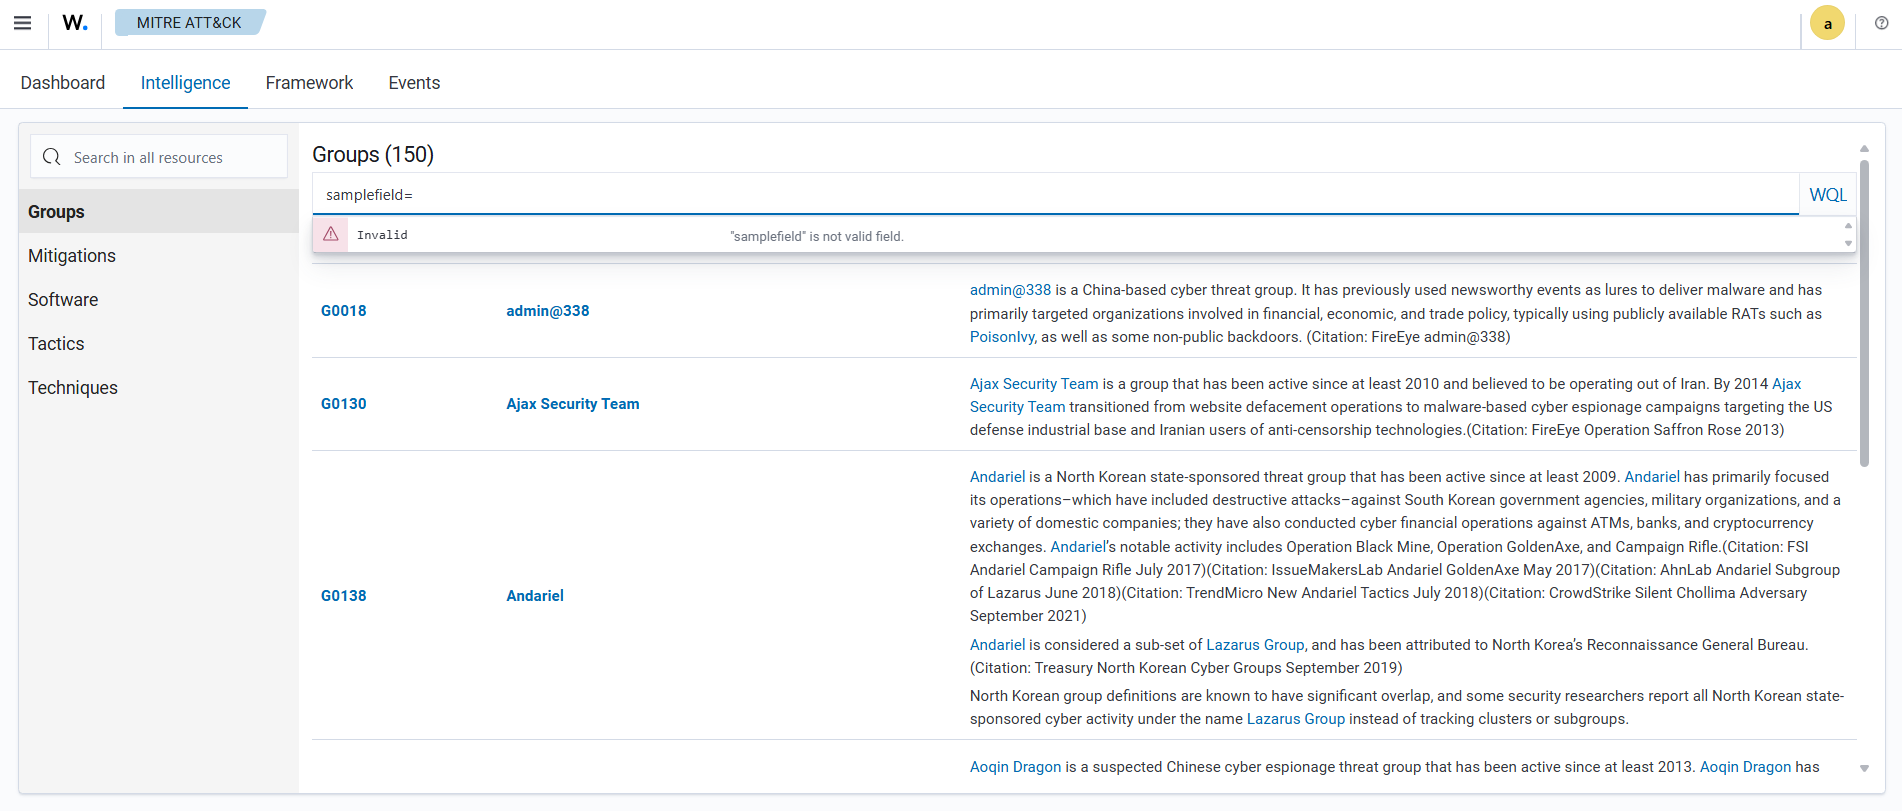 W.
MITRE ATT&CK
a
Dashboard
Intelligence
Framework
Events
Search in all resources
Groups
Mitigations
Software
Tactics
Techniques
Groups (150)
samplefield=
WQL
Invalid
"samplefield" is not valid field.
G0018
admin@338
admin@338 is a China-based cyber threat group. It has previously used newsworthy events as lures to deliver malware and has
primarily targeted organizations involved in financial, economic, and trade policy, typically using publicly available RATs such as
PoisonIvy, as well as some non-public backdoors. (Citation: FireEye admin@338)
G0130
Ajax Security Team
Ajax Security Team is a group that has been active since at least 2010 and believed to be operating out of Iran. By 2014 Ajax
Security Team transitioned from website defacement operations to malware-based cyber espionage campaigns targeting the US
defense industrial base and Iranian users of anti-censorship technologies.(Citation: FireEye Operation Saffron Rose 2013)
G0138
Andariel
Andariel is a North Korean state-sponsored threat group that has been active since at least 2009. Andariel has primarily focused
its operations–which have included destructive attacks–against South Korean government agencies, military organizations, and a
variety of domestic companies; they have also conducted cyber financial operations against ATMs, banks, and cryptocurrency
exchanges. Andariel’s notable activity includes Operation Black Mine, Operation GoldenAxe, and Campaign Rifle.(Citation: FSI
Andariel Campaign Rifle July 2017)(Citation: IssueMakersLab Andariel GoldenAxe May 2017)(Citation: AhnLab Andariel Subgroup
of Lazarus June 2018)(Citation: TrendMicro New Andariel Tactics July 2018)(Citation: CrowdStrike Silent Chollima Adversary
September 2021)
Andariel is considered a sub-set of Lazarus Group, and has been attributed to North Korea’s Reconnaissance General Bureau.
(Citation: Treasury North Korean Cyber Groups September 2019)
North Korean group definitions are known to have significant overlap, and some security researchers report all North Korean state-
sponsored cyber activity under the name Lazarus Group instead of tracking clusters or subgroups.
Aoqin Dragon is a suspected Chinese cyber espionage threat group that has been active since at least 2013. Aoqin Dragon has